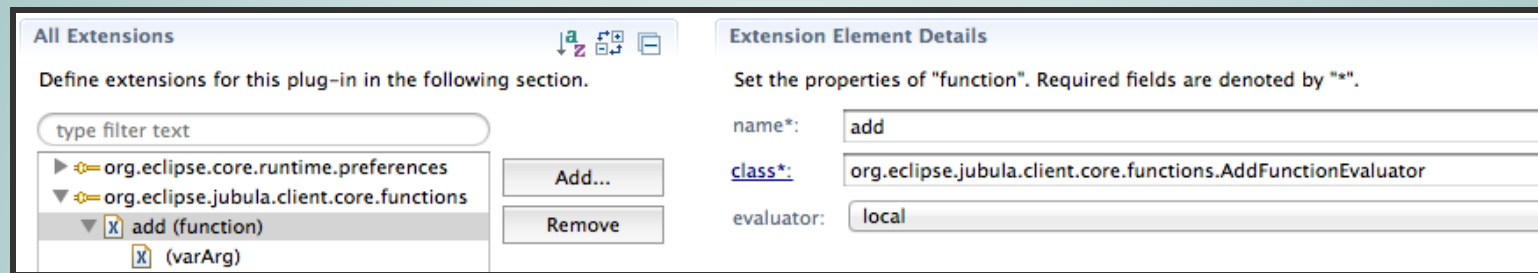 All Extensions
Define extensions for this plug-in in the following section.
type filter text
org.eclipse.core.runtime.preferences
org.eclipse.jubula.client.core.functions
add (function)
(varArg)
Add...
Remove
Extension Element Details
Set the properties of "function". Required fields are denoted by "*".
name*: add
class*: org.eclipse.jubula.client.core.functions.AddFunctionEvaluator
evaluator: local